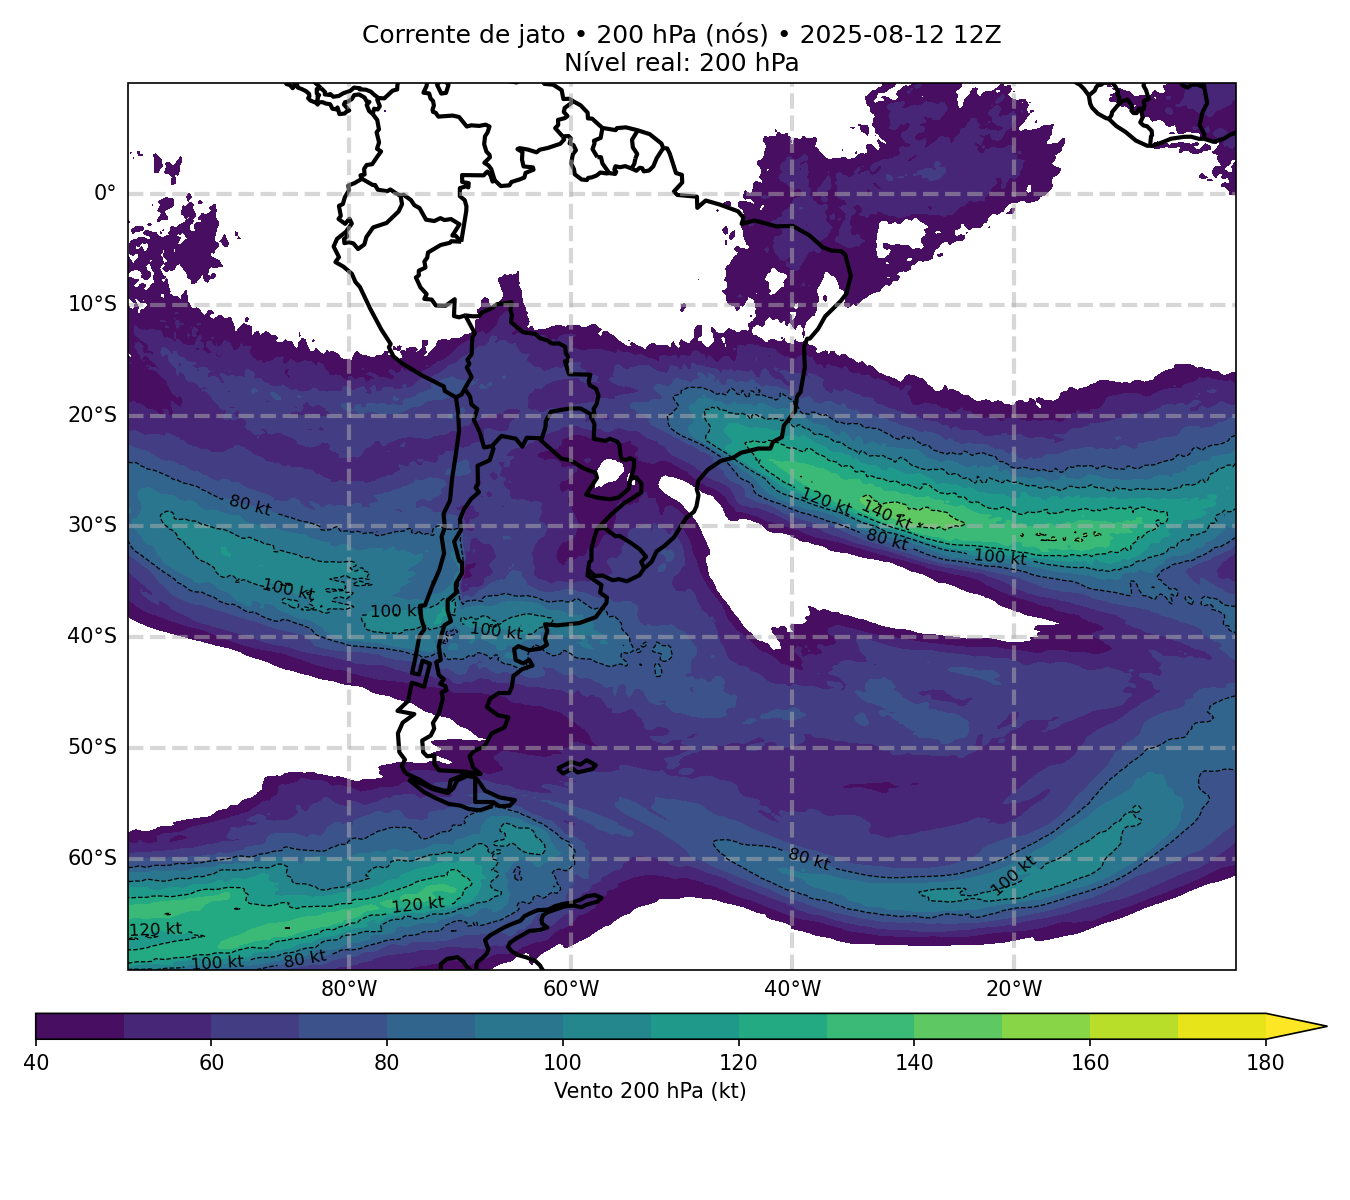 Corrente de jato • 200 hPa (nós) • 2025-08-12 12Z
Nível real: 200 hPa
0°
10°S
20°S
80 kt
120 kt
140 kt
30°S
80 kt
100 kt
100 kt
100 kt
100 kt
40°S
50°S
60°S
80 kt
100 kt
120 kt
120 kt
100 kt
80 kt
80°W
60°W
40°W
20°W
40
60
80
100
120
140
160
180
Vento 200 hPa (kt)